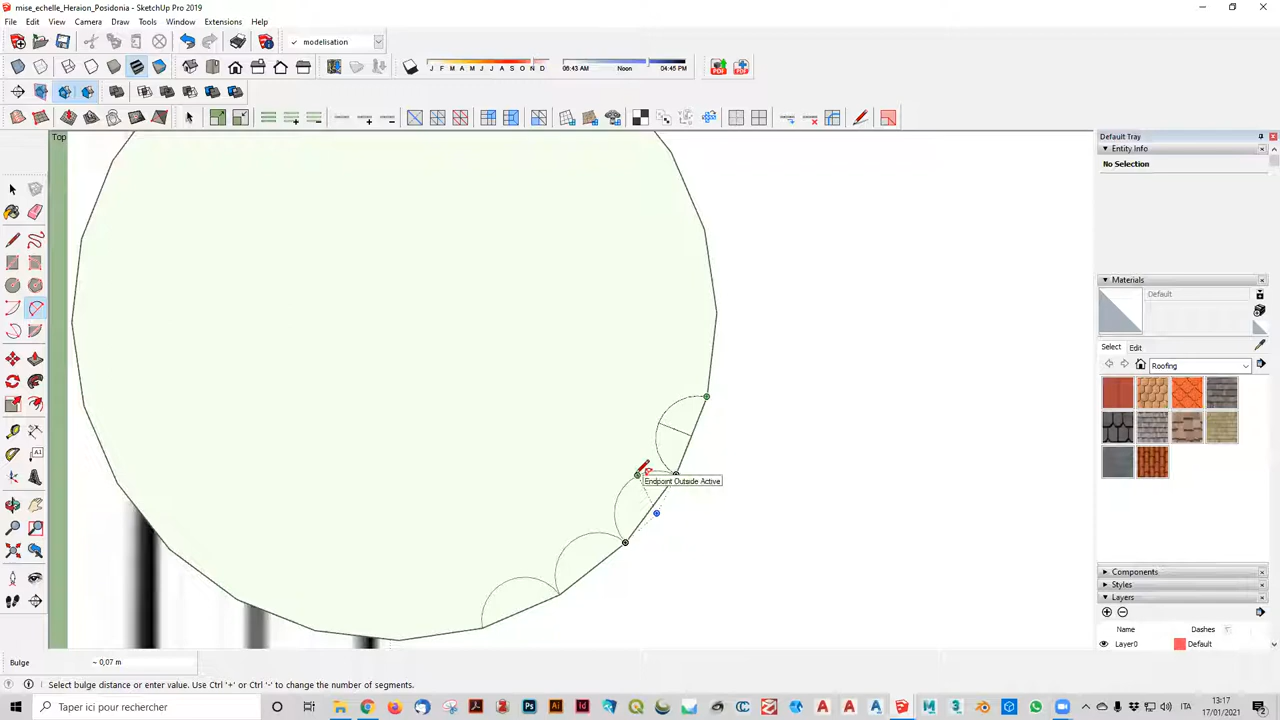 mise_echelle_Heraion_Posidonia - SketchUp Pro 2019
File Edit View Camera Draw Tools Window Extensions Help
✓ modelisation
J F M A M J J A S O N D
06:43 AM Noon 04:45 PM
PDF PDF
Top
Default Tray
Entity Info
No Selection
Materials
Default
Select Edit
Roofing
Endpoint Outside Active
Components
Styles
Layers
Name Dashes
Layer0 Default
Bulge ~ 0,07 m
Select bulge distance or enter value. Use Ctrl '+' or Ctrl '-' to change the number of segments.
Taper ici pour rechercher
ITA
13:17
17/01/2021